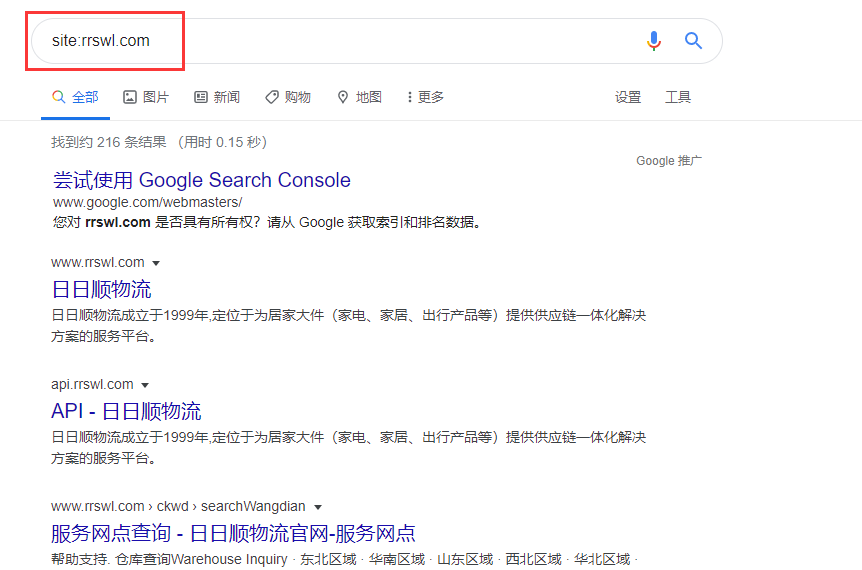 site:rrswl.com
全部 图片 新闻 购物 地图 更多 设置 工具
找到约 216 条结果 （用时 0.15 秒）
Google 推广
尝试使用 Google Search Console
www.google.com/webmasters/
您对 rrswl.com 是否具有所有权？请从 Google 获取索引和排名数据。
www.rrswl.com
日日顺物流
日日顺物流成立于1999年,定位于为居家大件（家电、家居、出行产品等）提供供应链一体化解决
方案的服务平台。
api.rrswl.com
API - 日日顺物流
日日顺物流成立于1999年,定位于为居家大件（家电、家居、出行产品等）提供供应链一体化解决
方案的服务平台。
www.rrswl.com › ckwd › searchWangdian
服务网点查询 - 日日顺物流官网-服务网点
帮助支持. 仓库查询Warehouse Inquiry · 东北区域 · 华南区域 · 山东区域 · 西北区域 · 华北区域 ·